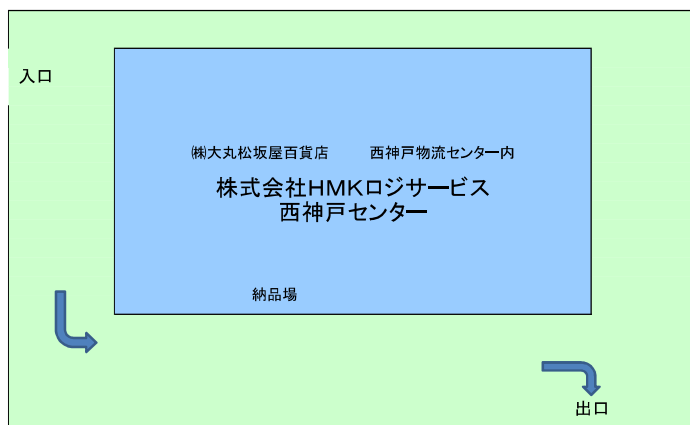 入口
㈱大丸松坂屋百貨店　　西神戸物流センター内
株式会社HMKロジサービス
西神戸センター
納品場
出口